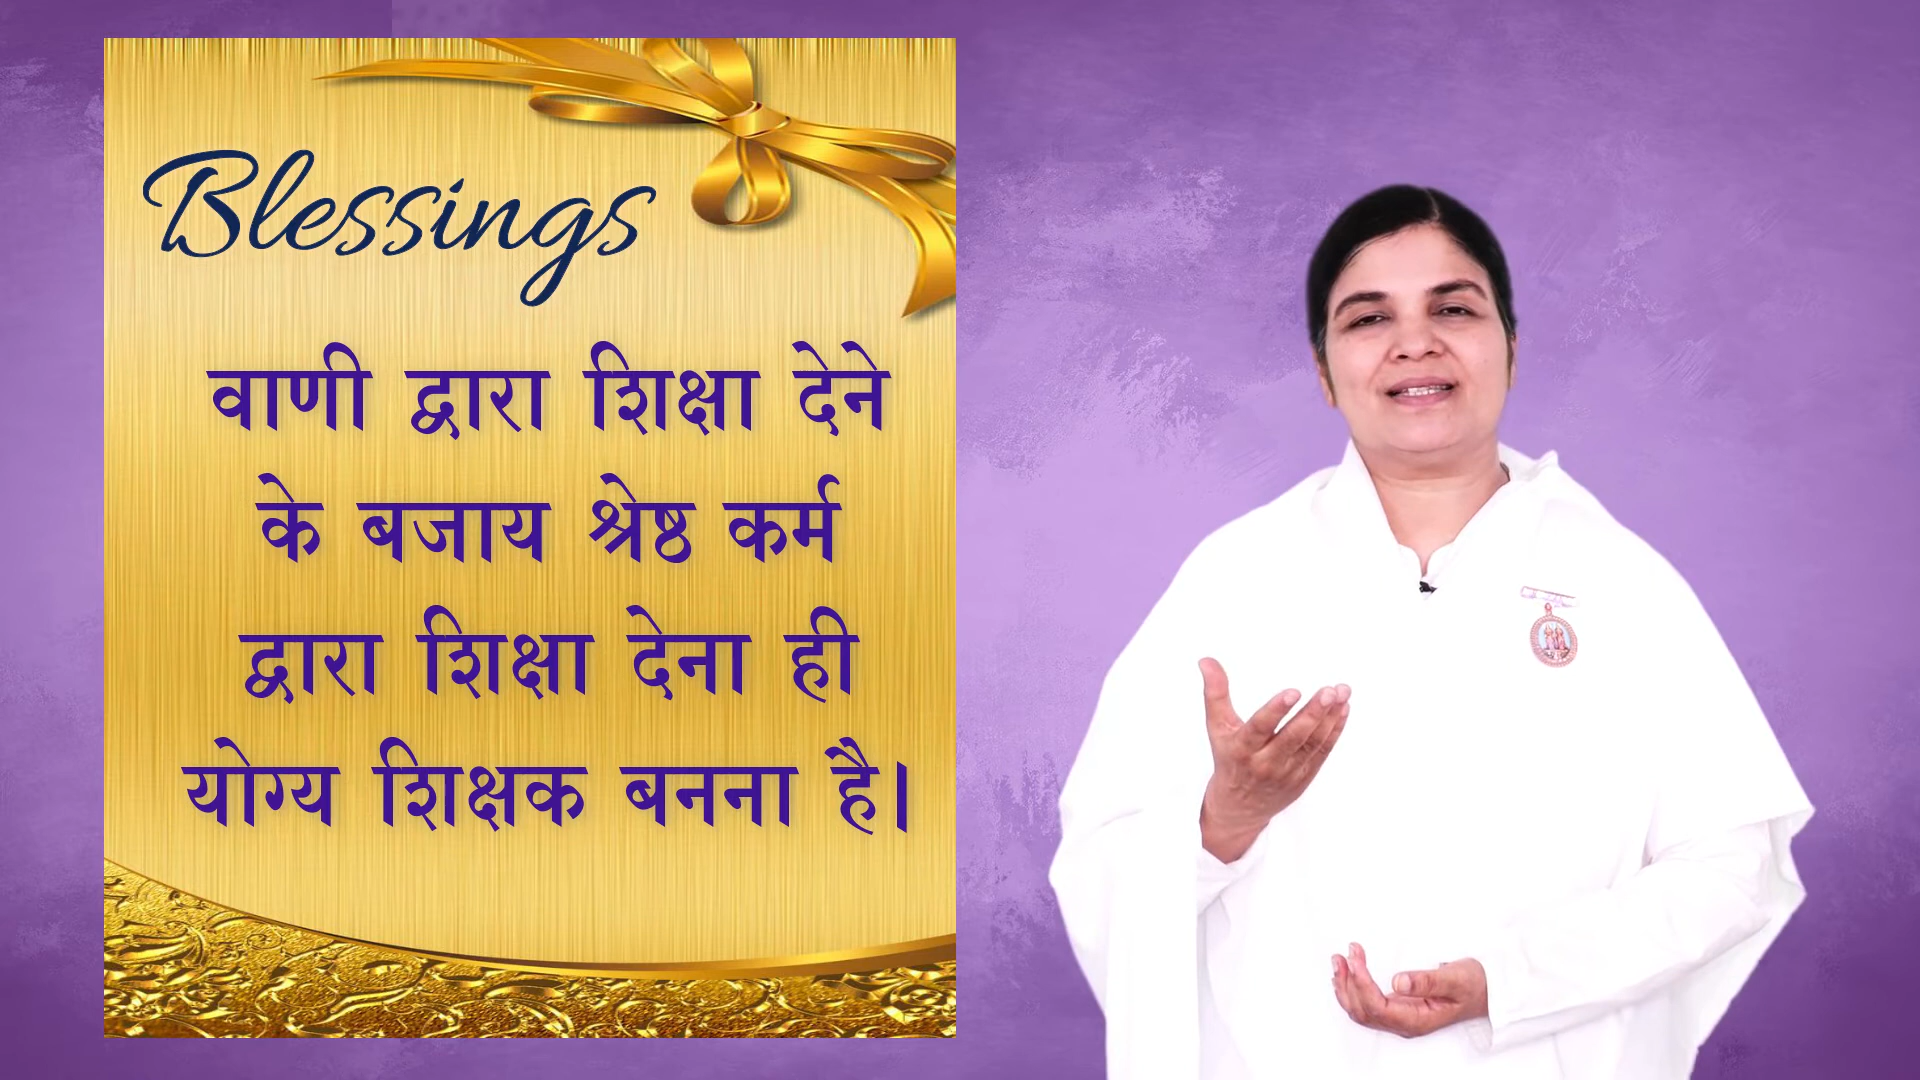 Blessings
वाणी द्वारा शिक्षा देने
के बजाय श्रेष्ठ कर्म
द्वारा शिक्षा देना ही
योग्य शिक्षक बनना है।